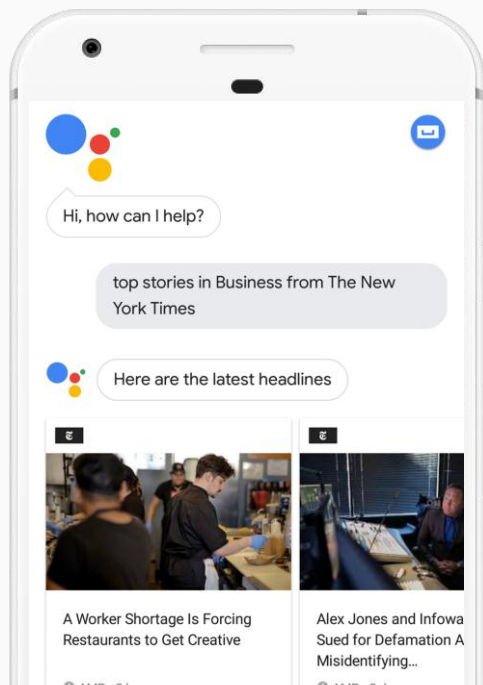 Hi, how can I help?
top stories in Business from The New
York Times
Here are the latest headlines
A Worker Shortage Is Forcing
Restaurants to Get Creative
Alex Jones and Infowa
Sued for Defamation A
Misidentifying...